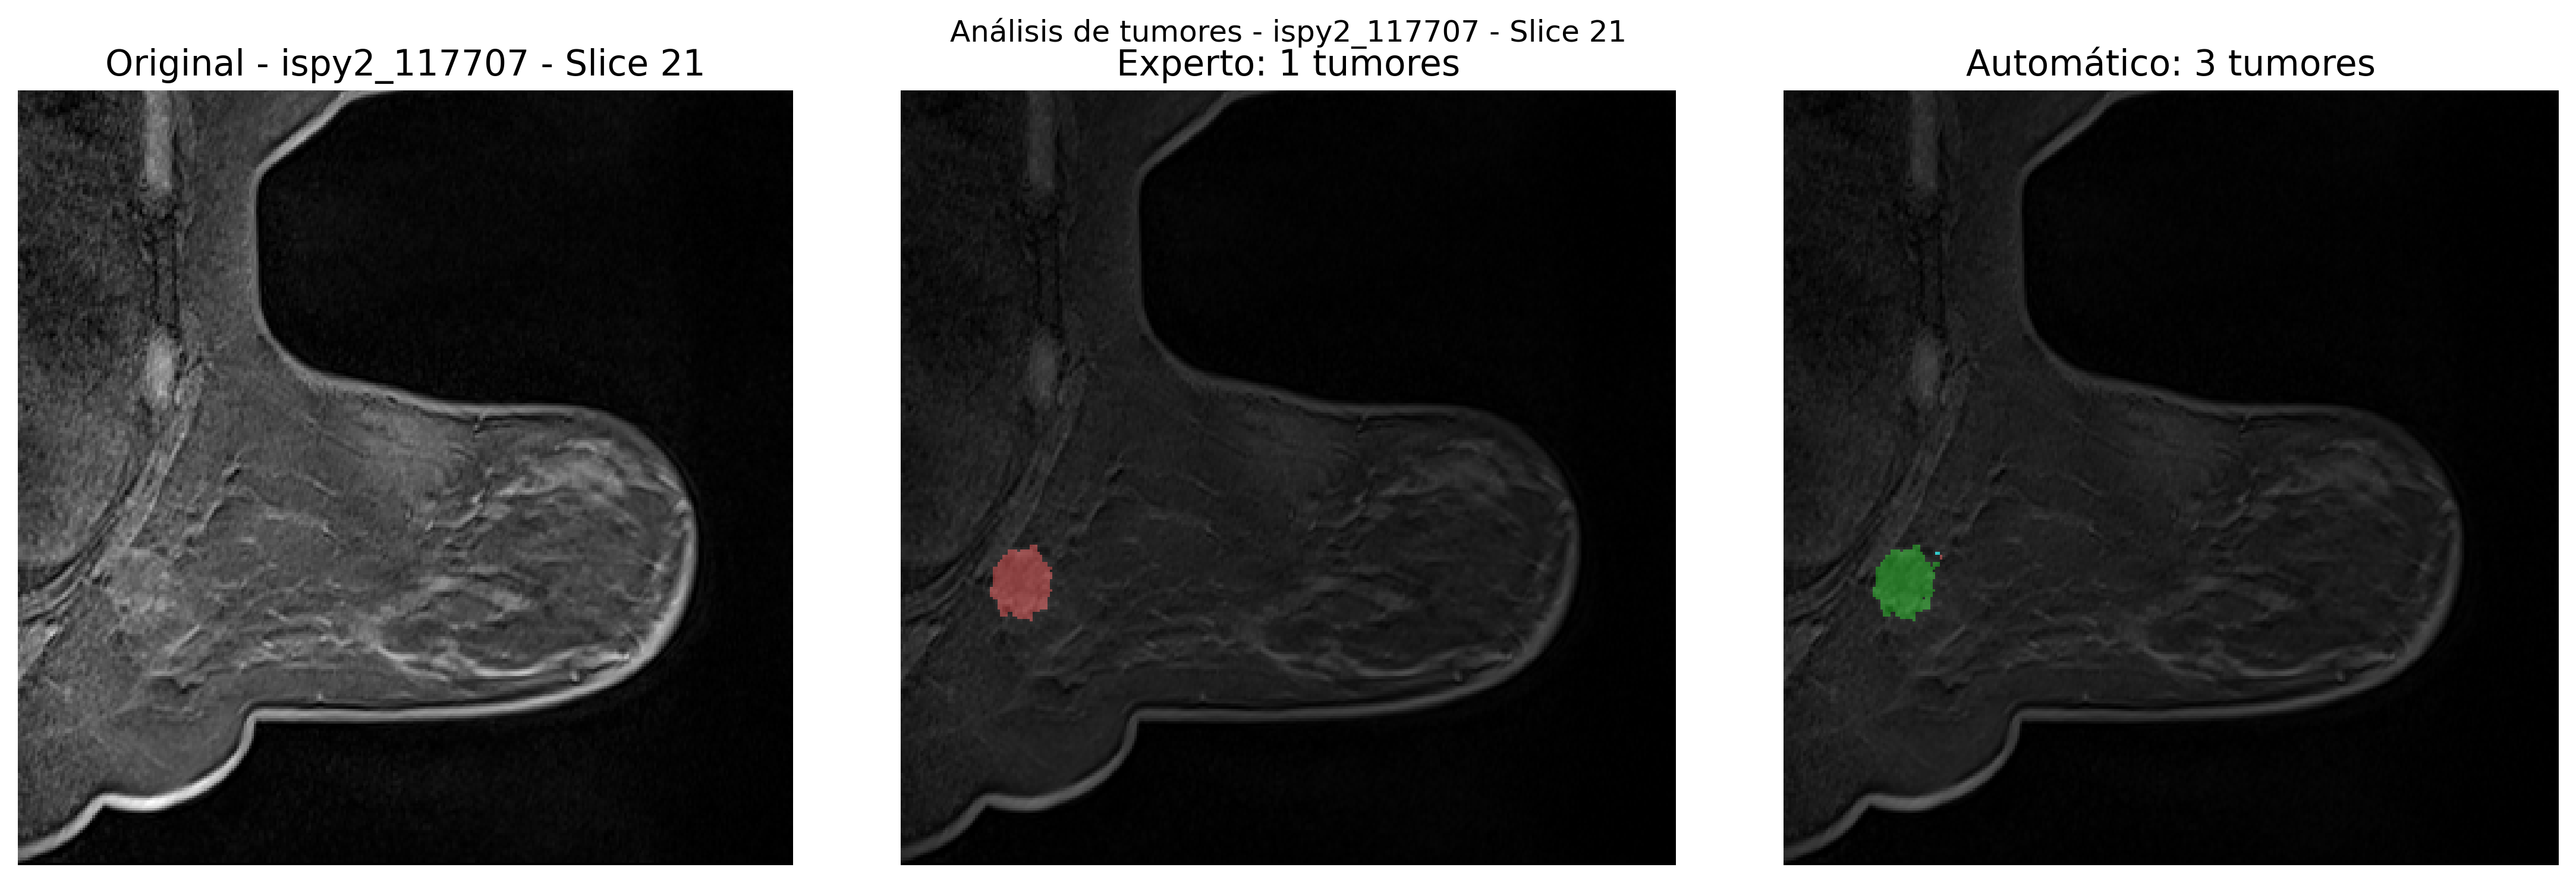 Análisis de tumores - ispy2_117707 - Slice 21
Original - ispy2_117707 - Slice 21
Experto: 1 tumores
Automático: 3 tumores